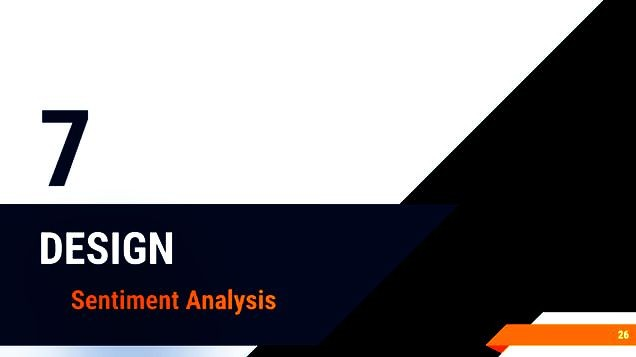 7
DESIGN
Sentiment Analysis
26